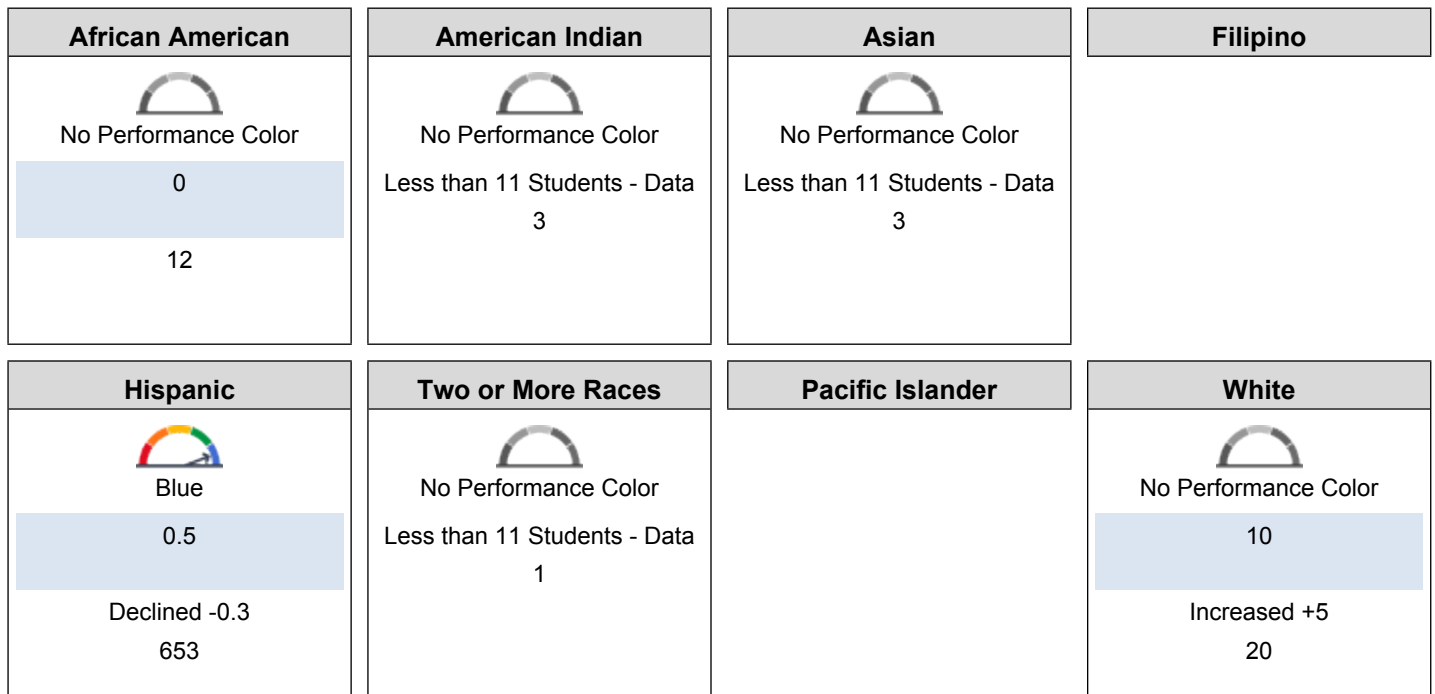 African American
No Performance Color
0
12
American Indian
No Performance Color
Less than 11 Students - Data
3
Asian
No Performance Color
Less than 11 Students - Data
3
Filipino
Hispanic
Blue
0.5
Declined -0.3
653
Two or More Races
No Performance Color
Less than 11 Students - Data
1
Pacific Islander
White
No Performance Color
10
Increased +5
20